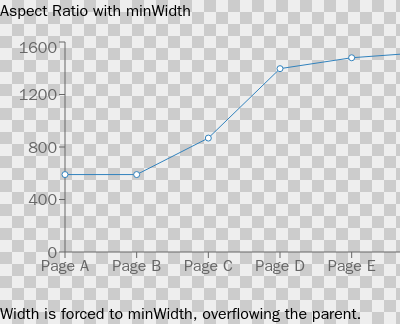 Aspect Ratio with minWidth
1600
1200
800
400
0
Page A Page B Page C Page D Page E
Width is forced to minWidth, overflowing the parent.